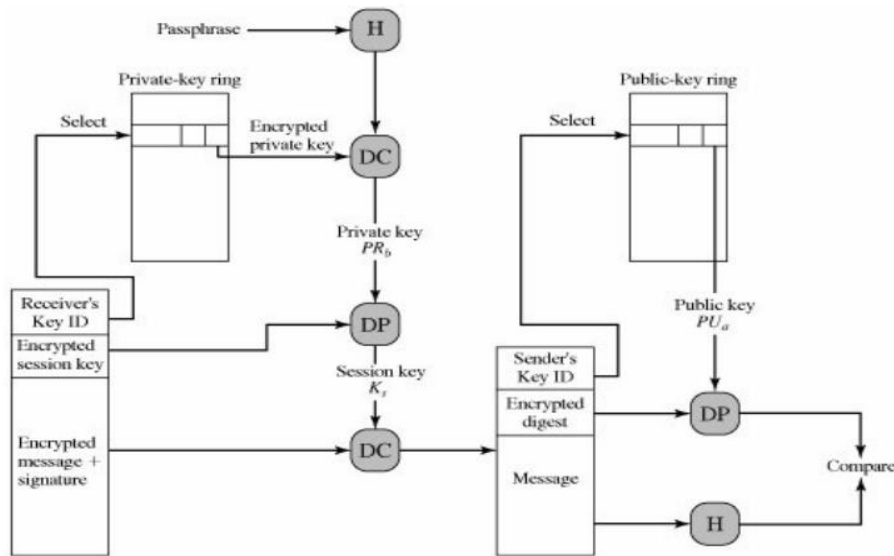 Passphrase
H
Private-key ring
Public-key ring
Select
Encrypted
private key
Select
DC
Private key
PRb
Public key
PUa
Receiver's
Key ID
DP
Encrypted
session key
Session key
Ks
Sender's
Key ID
Encrypted
digest
DP
Encrypted
message +
signature
DC
Message
Compare
H